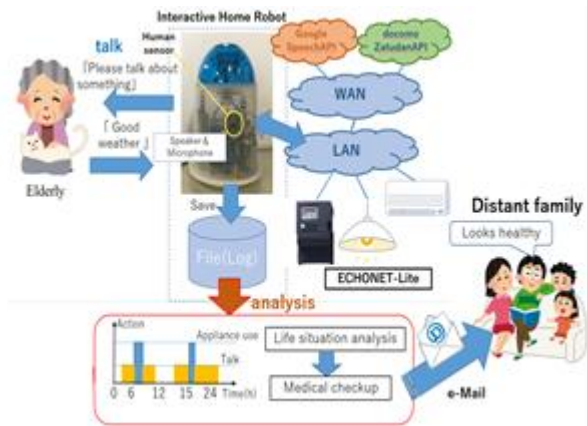 Interactive Home Robot
Human
sensor
Google
SpeechAPI
docomo
ZatudanAPI
talk
「Please talk about
something」
WAN
「 Good
weather 」
Speaker &
Microphone
LAN
Elderly
Save
File(Log)
Distant family
Looks healthy
ECHONET-Lite
analysis
Action
Appliance use
Talk
0 6 12 15 24 Time(h)
Life situation analysis
Medical checkup
@
e-Mail